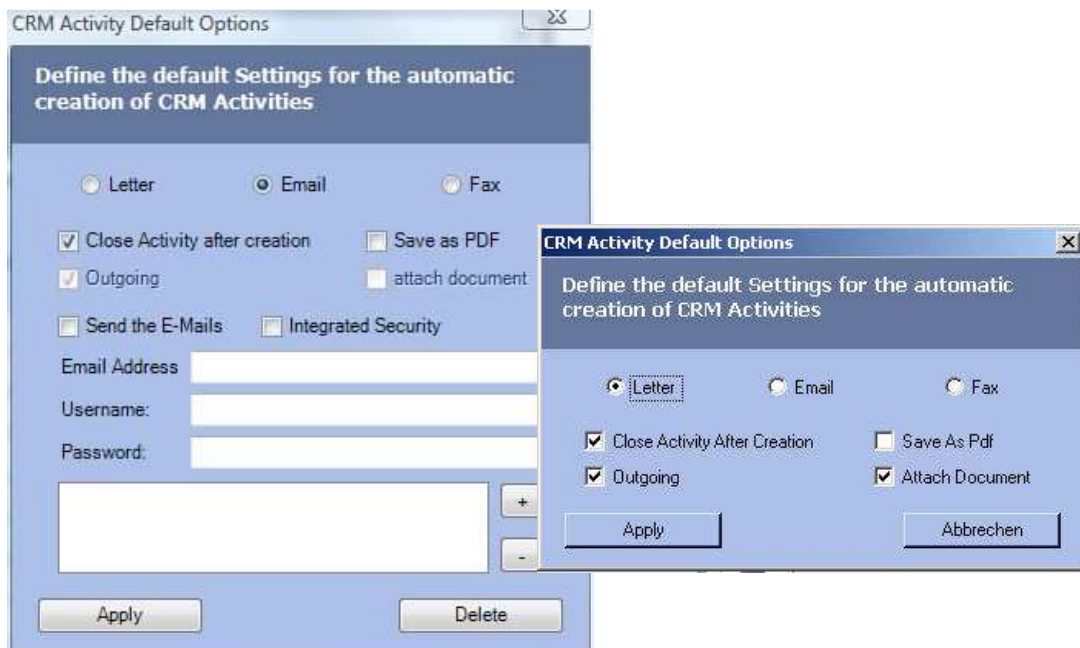 CRM Activity Default Options
Define the default Settings for the automatic
creation of CRM Activities
Letter Email Fax
Close Activity after creation Save as PDF
Outgoing attach document
Send the E-Mails Integrated Security
Email Address
Username:
Password:
+
-
Apply Delete
CRM Activity Default Options
Define the default Settings for the automatic
creation of CRM Activities
Letter Email Fax
Close Activity After Creation Save As Pdf
Outgoing Attach Document
Apply Abbrechen